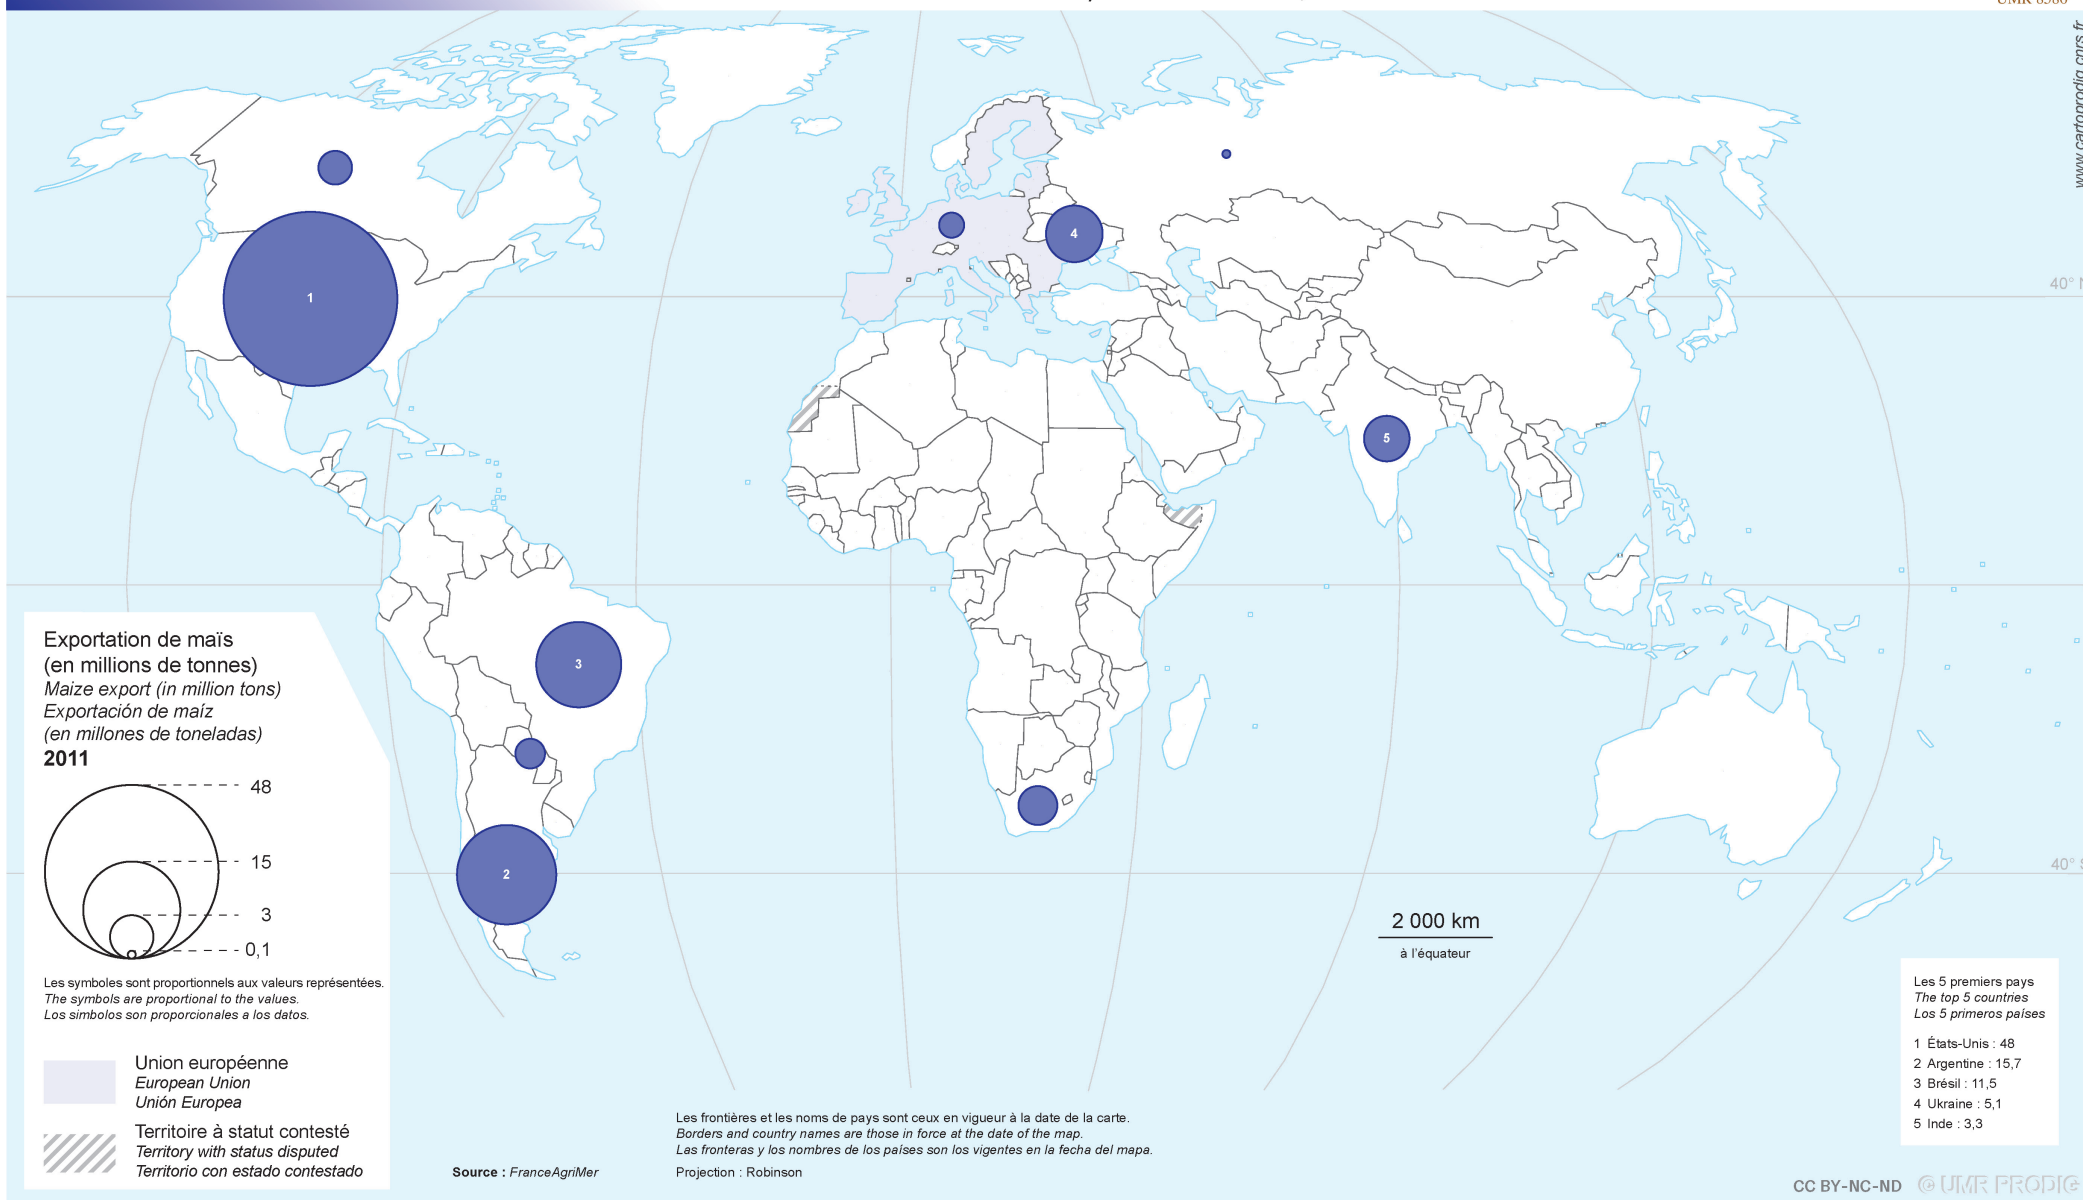 www.cartoprodig.cnrs.fr
40° N
1
2
3
4
5
40° S
Exportation de maïs
(en millions de tonnes)
Maize export (in million tons)
Exportación de maíz
(en millones de toneladas)
2011
48
15
3
0,1
Les symboles sont proportionnels aux valeurs représentées.
The symbols are proportional to the values.
Los simbolos son proporcionales a los datos.
Union européenne
European Union
Unión Europea
Territoire à statut contesté
Territory with status disputed
Territorio con estado contestado
2 000 km
à l'équateur
Les 5 premiers pays
The top 5 countries
Los 5 primeros países
1 États-Unis : 48
2 Argentine : 15,7
3 Brésil : 11,5
4 Ukraine : 5,1
5 Inde : 3,3
Les frontières et les noms de pays sont ceux en vigueur à la date de la carte.
Borders and country names are those in force at the date of the map.
Las fronteras y los nombres de los países son los vigentes en la fecha del mapa.
Source : FranceAgriMer
Projection : Robinson
CC BY-NC-ND © UMR PRODIG